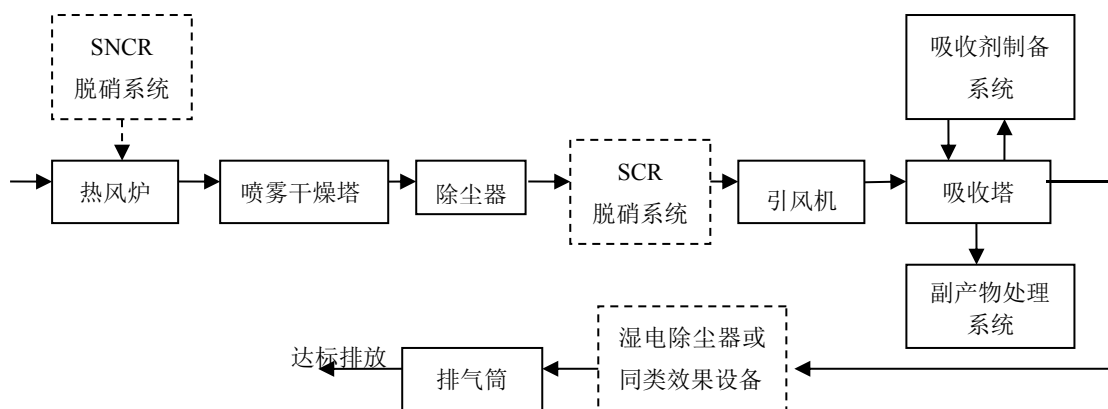 SNCR
脱硝系统
吸收剂制备
系统
热风炉
喷雾干燥塔
除尘器
SCR
脱硝系统
引风机
吸收塔
副产物处理
系统
湿电除尘器或
同类效果设备
排气筒
达标排放